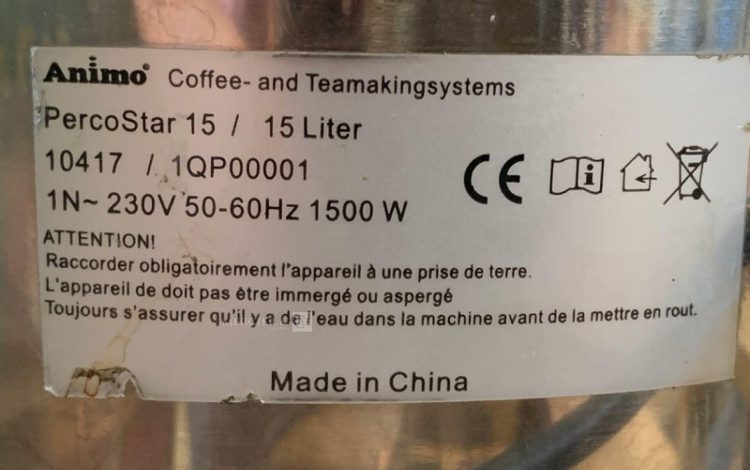 Animo® Coffee- and Teamakingsystems
PercoStar 15 / 15 Liter
10417 / 1QP00001
1N~ 230V 50-60Hz 1500 W
CE
ATTENTION!
Raccorder obligatoirement l'appareil à une prise de terre.
L'appareil de doit pas être immergé ou aspergé
Toujours s'assurer qu'il y a de l'eau dans la machine avant de la mettre en rout.
Made in China